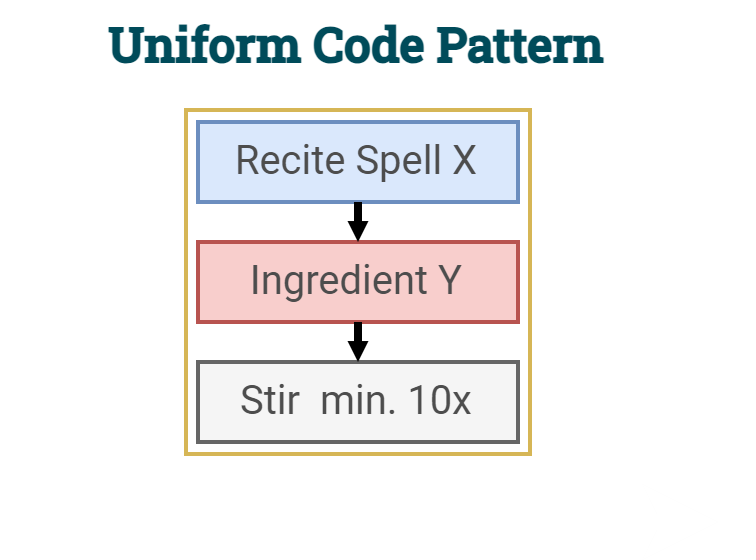 Uniform Code Pattern
Recite Spell X
Ingredient Y
Stir  min. 10x